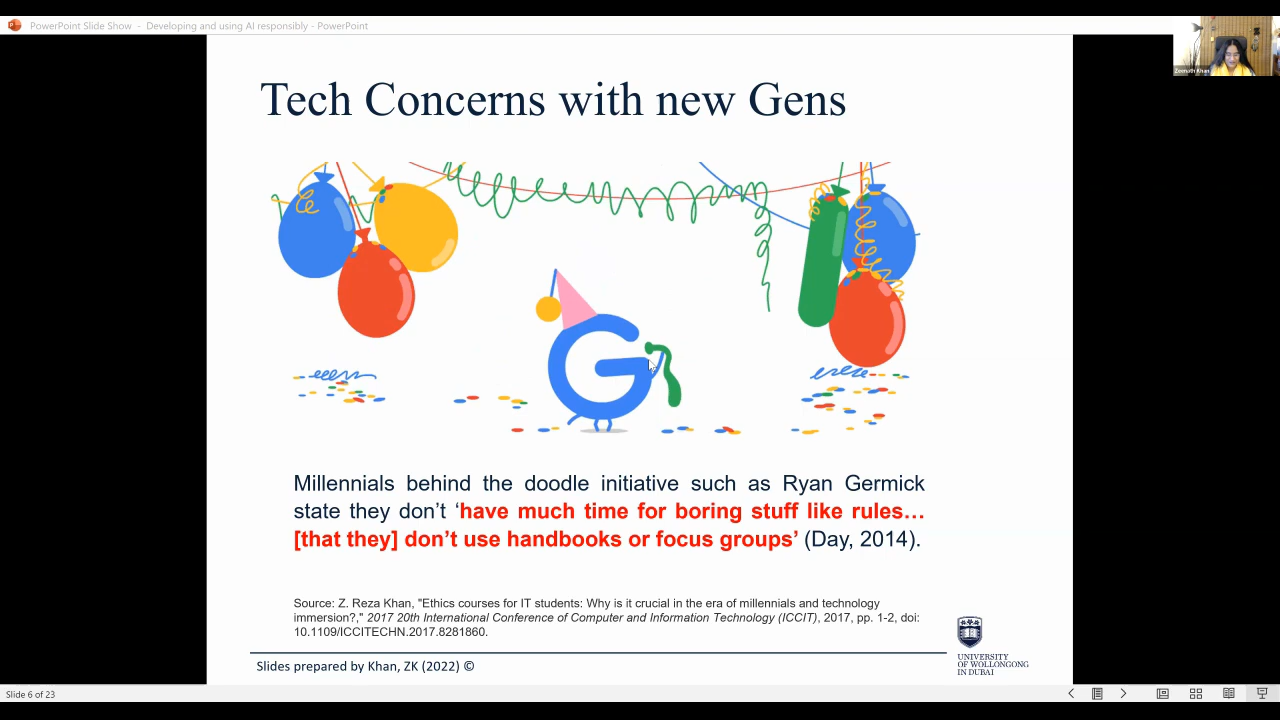 PowerPoint Slide Show - Developing and using AI responsibly - PowerPoint
Zeenath Khan
Tech Concerns with new Gens
G
Millennials behind the doodle initiative such as Ryan Germick
state they don’t ‘have much time for boring stuff like rules…
[that they] don’t use handbooks or focus groups’ (Day, 2014).
Source: Z. Reza Khan, "Ethics courses for IT students: Why is it crucial in the era of millennials and technology
immersion?," 2017 20th International Conference of Computer and Information Technology (ICCIT), 2017, pp. 1-2, doi:
10.1109/ICCITECHN.2017.8281860.
Slides prepared by Khan, ZK (2022) ©
UNIVERSITY
OF WOLLONGONG
IN DUBAI
Slide 6 of 23